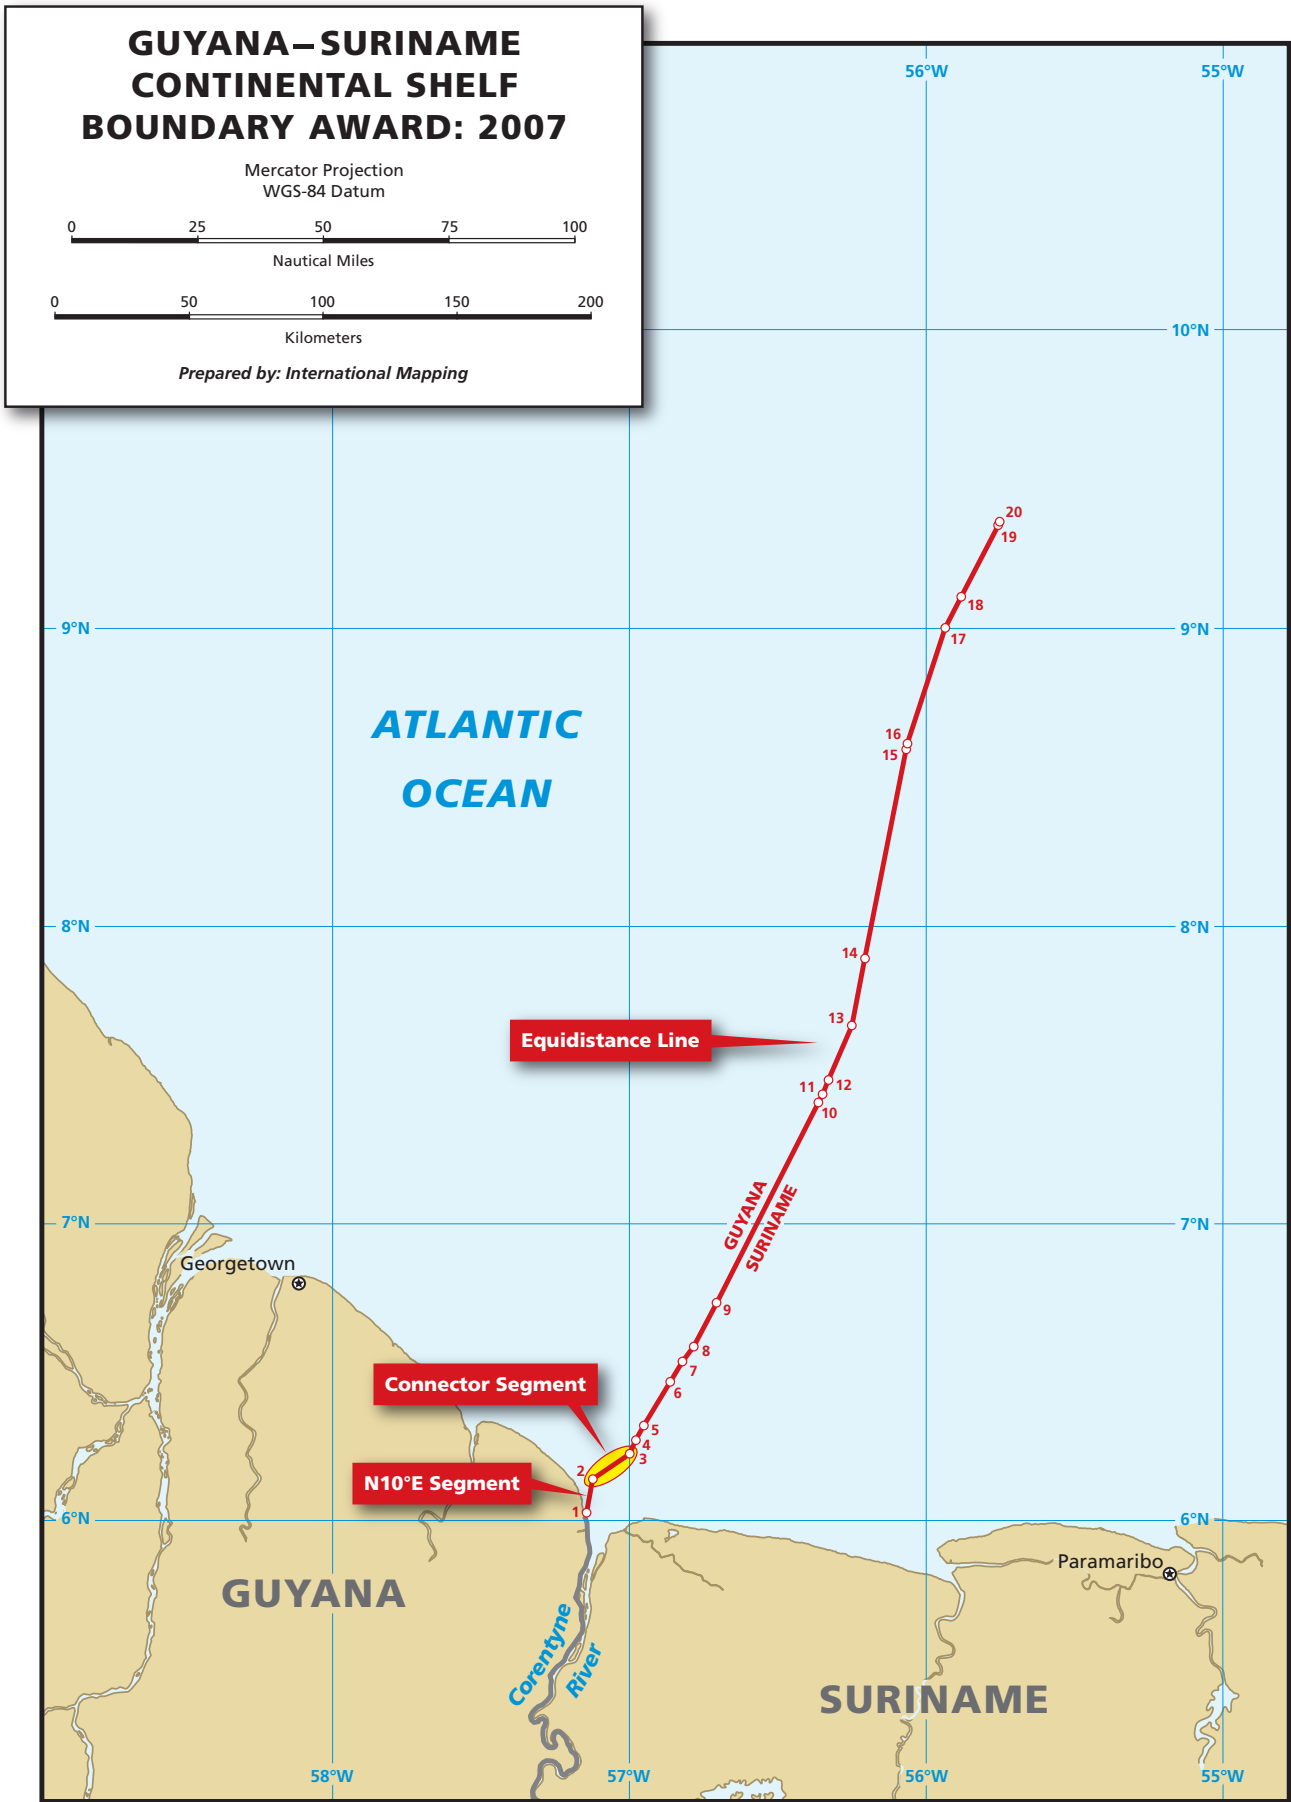 GUYANA–SURINAME
CONTINENTAL SHELF
BOUNDARY AWARD: 2007
Mercator Projection
WGS-84 Datum
0 25 50 75 100
Nautical Miles
0 50 100 150 200
Kilometers
Prepared by: International Mapping
56°W 55°W
10°N
20
19
18
9°N 9°N
17
ATLANTIC
16
15
OCEAN
8°N 8°N
14
13
Equidistance Line
11 12
10
GUYANA
SURINAME
7°N 7°N
Georgetown
9
8
7
Connector Segment
6
5
4
3
2
N10°E Segment
1
6°N 6°N
Paramaribo
GUYANA
Corentyne
River
SURINAME
58°W 57°W 56°W 55°W